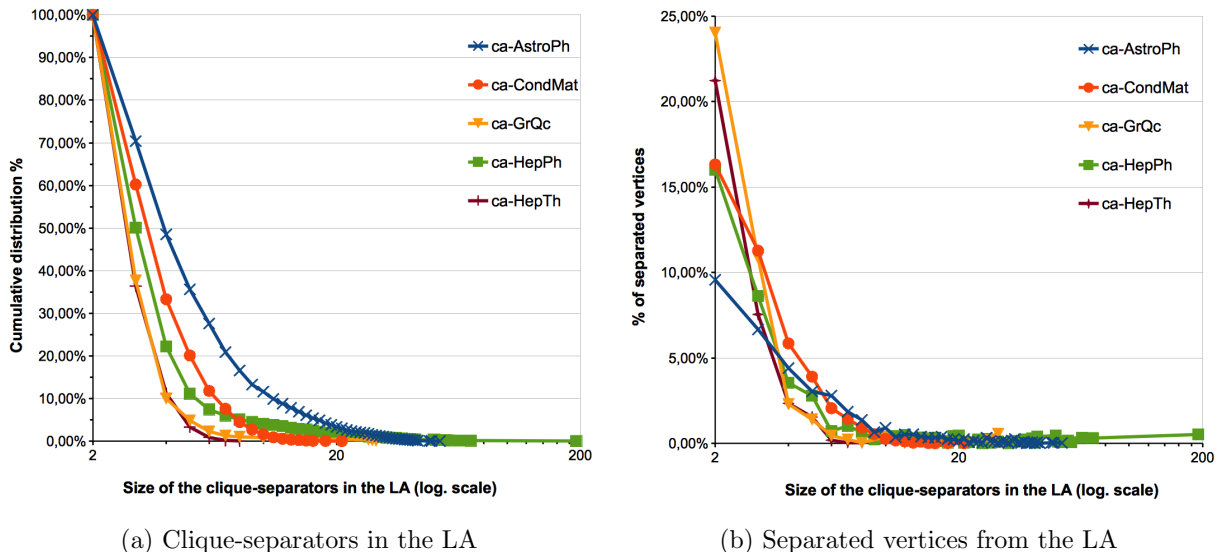 100,00%
90,00%
80,00%
70,00%
60,00%
50,00%
40,00%
30,00%
20,00%
10,00%
0,00%
Cumulative distribution %
ca-AstroPh
ca-CondMat
ca-GrQc
ca-HepPh
ca-HepTh
2
20
200
Size of the clique-separators in the LA (log. scale)
(a) Clique-separators in the LA
25,00%
20,00%
15,00%
10,00%
5,00%
0,00%
% of separated vertices
ca-AstroPh
ca-CondMat
ca-GrQc
ca-HepPh
ca-HepTh
2
20
200
Size of the clique-separators in the LA (log. scale)
(b) Separated vertices from the LA